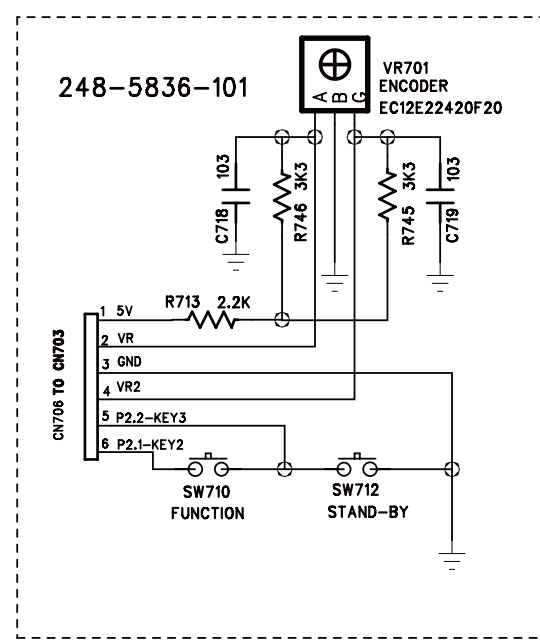 248-5836-101
VR701
ENCODER
EC12E22420F20
A B G
103
C718
3K3
R746
3K3
R745
103
C719
R713 2.2K
CN706 TO CN703
1 5V
2 VR
3 GND
4 VR2
5 P2.2-KEY3
6 P2.1-KEY2
SW710
FUNCTION
SW712
STAND-BY